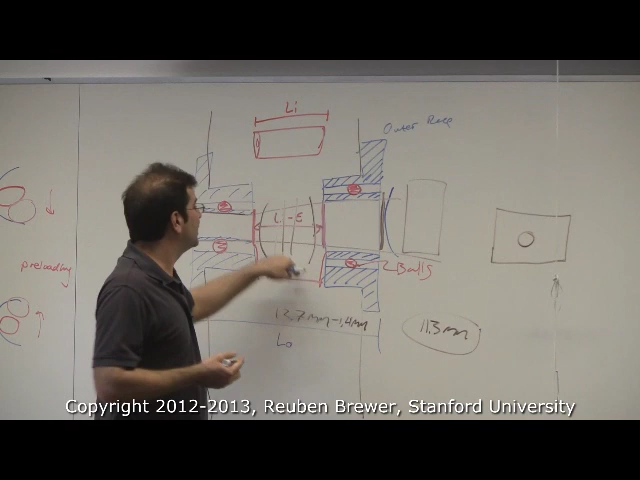 Li
Outer Race
L - ε
preloading
Balls
12.7mm-1.4mm
11.3mm
Lo
Copyright 2012-2013, Reuben Brewer, Stanford University